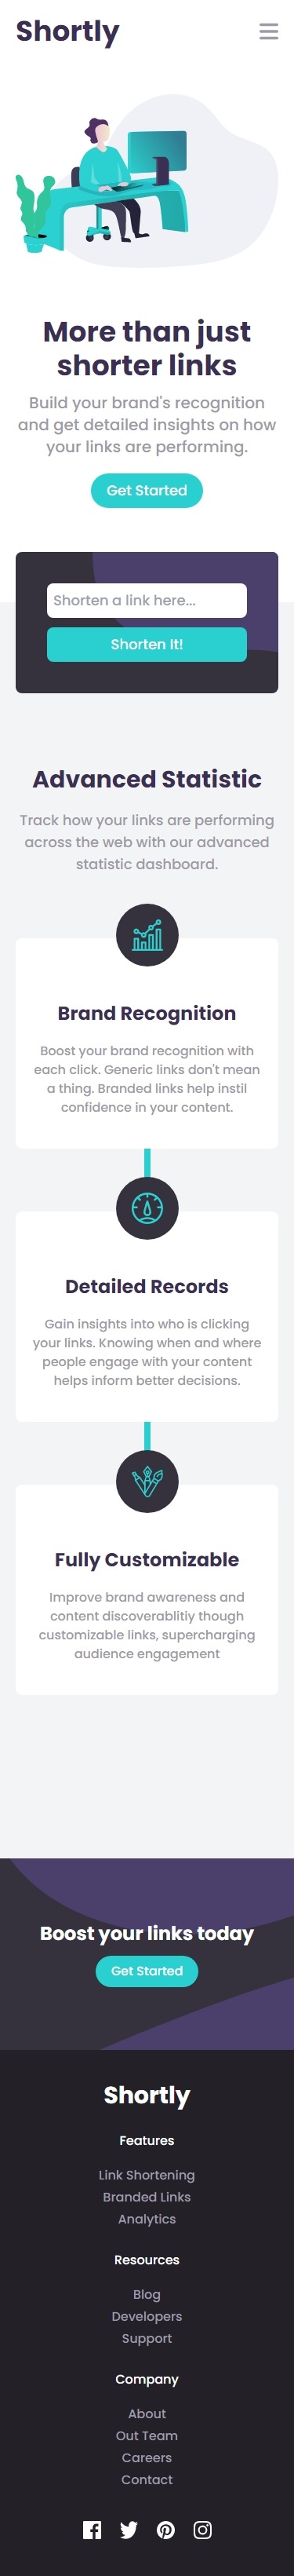 Shortly
More than just
shorter links
Build your brand's recognition
and get detailed insights on how
your links are performing.
Get Started
Shorten a link here...
Shorten It!
Advanced Statistic
Track how your links are performing
across the web with our advanced
statistic dashboard.
Brand Recognition
Boost your brand recognition with
each click. Generic links don't mean
a thing. Branded links help instil
confidence in your content.
Detailed Records
Gain insights into who is clicking
your links. Knowing when and where
people engage with your content
helps inform better decisions.
Fully Customizable
Improve brand awareness and
content discoverablitiy though
customizable links, supercharging
audience engagement
Boost your links today
Get Started
Shortly
Features
Link Shortening
Branded Links
Analytics
Resources
Blog
Developers
Support
Company
About
Out Team
Careers
Contact